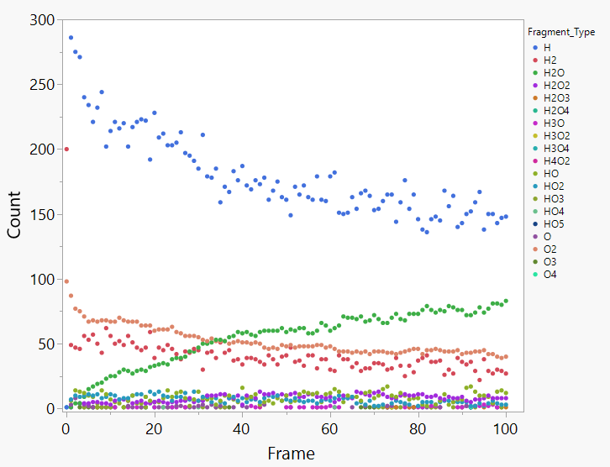 300
250
200
150
100
50
0
Count
0
20
40
60
80
100
Frame
Fragment_Type
H
H2
H2O
H2O2
H2O3
H2O4
H3O
H3O2
H3O4
H4O2
HO
HO2
HO3
HO4
HO5
O
O2
O3
O4